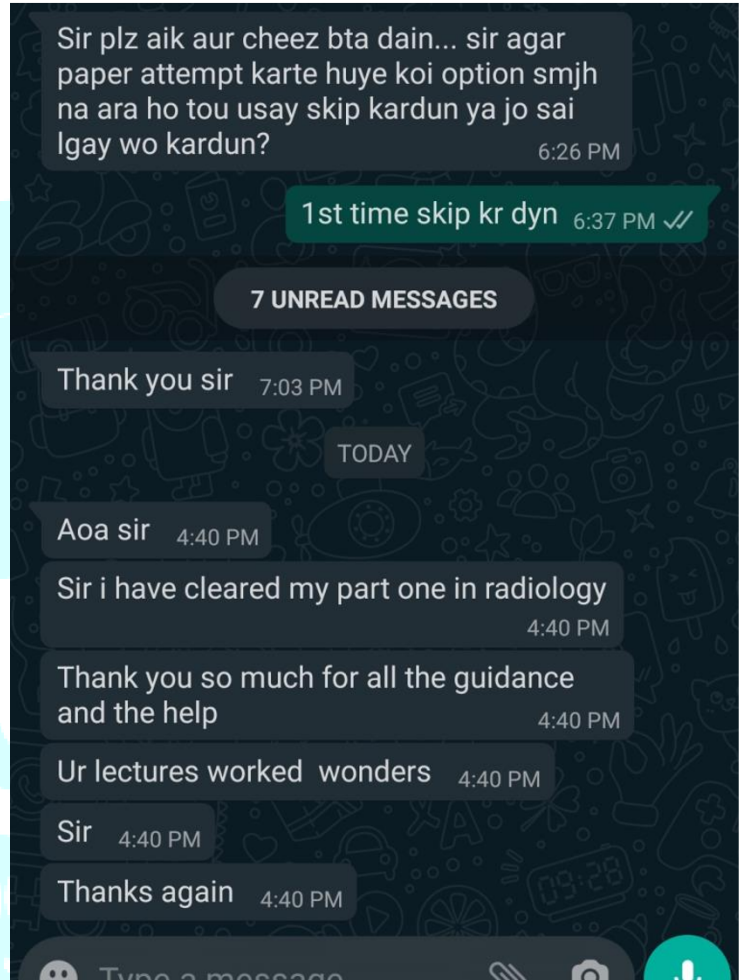 Sir plz aik aur cheez bta dain... sir agar
paper attempt karte huye koi option smjh
na ara ho tou usay skip kardun ya jo sai
lgay wo kardun?
6:26 PM
1st time skip kr dyn 6:37 PM
7 UNREAD MESSAGES
Thank you sir 7:03 PM
TODAY
Aoa sir 4:40 PM
Sir i have cleared my part one in radiology
4:40 PM
Thank you so much for all the guidance
and the help 4:40 PM
Ur lectures worked wonders 4:40 PM
Sir 4:40 PM
Thanks again 4:40 PM
Type a message